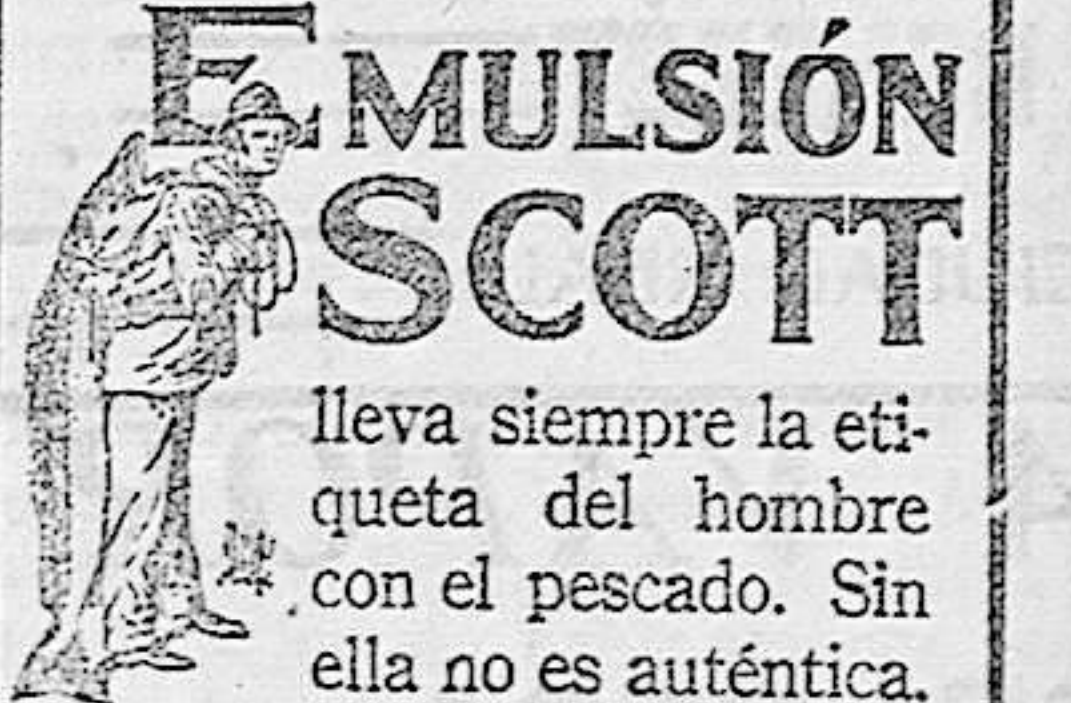 EMULSIÓN
SCOTT
lleva siempre la eti-
queta del hombre
con el pescado. Sin
ella no es auténtica.